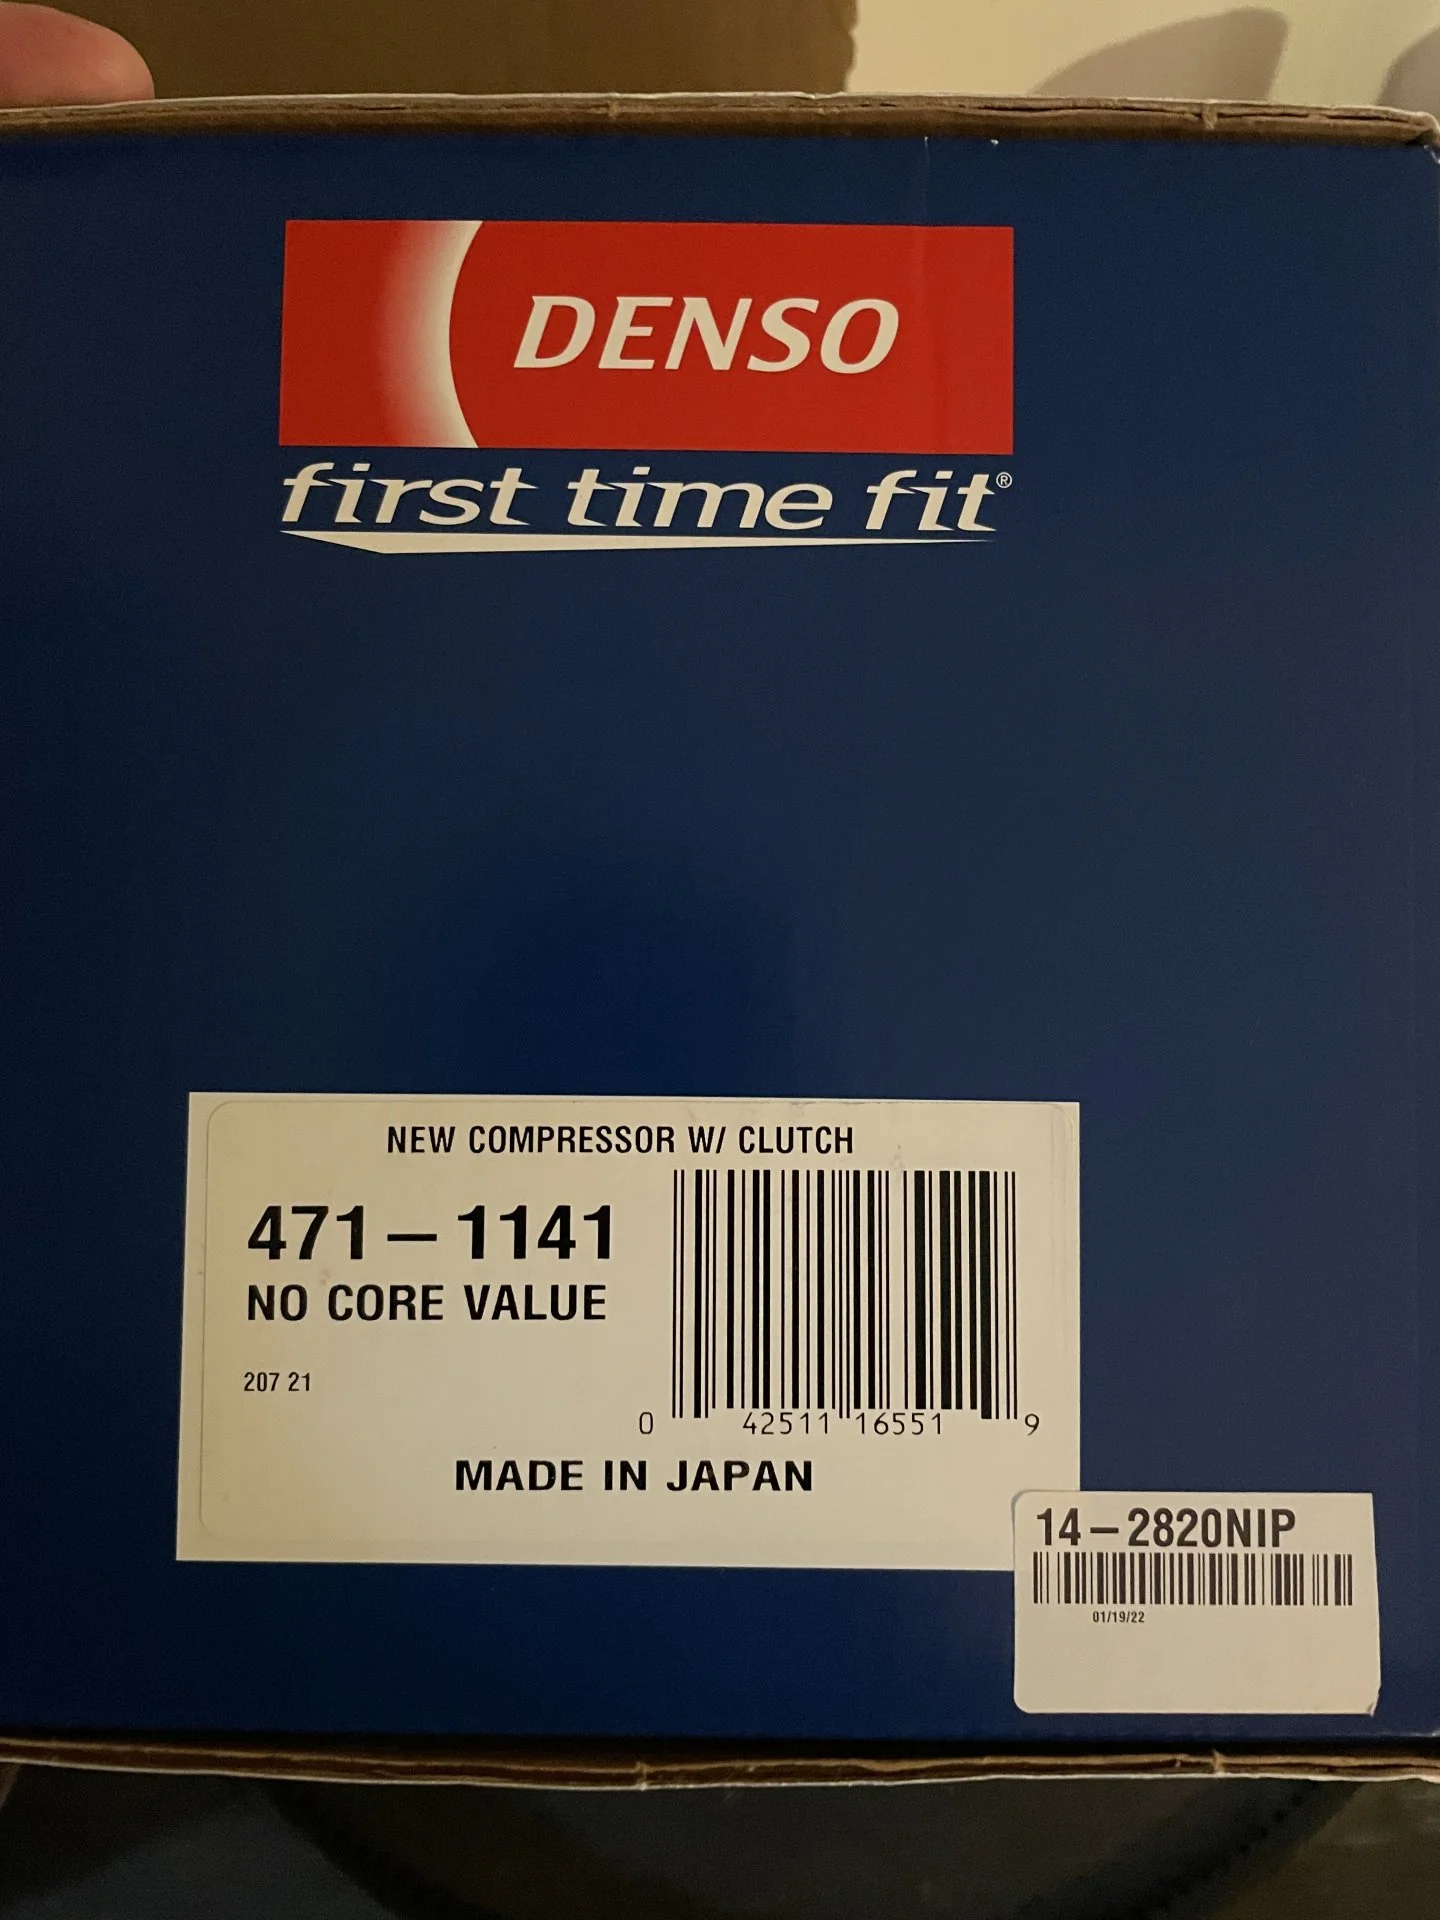 DENSO
first time fit®
NEW COMPRESSOR W/ CLUTCH
471-1141
NO CORE VALUE
207 21
0 42511 16551 9
MADE IN JAPAN
14-2820NIP
01/19/22